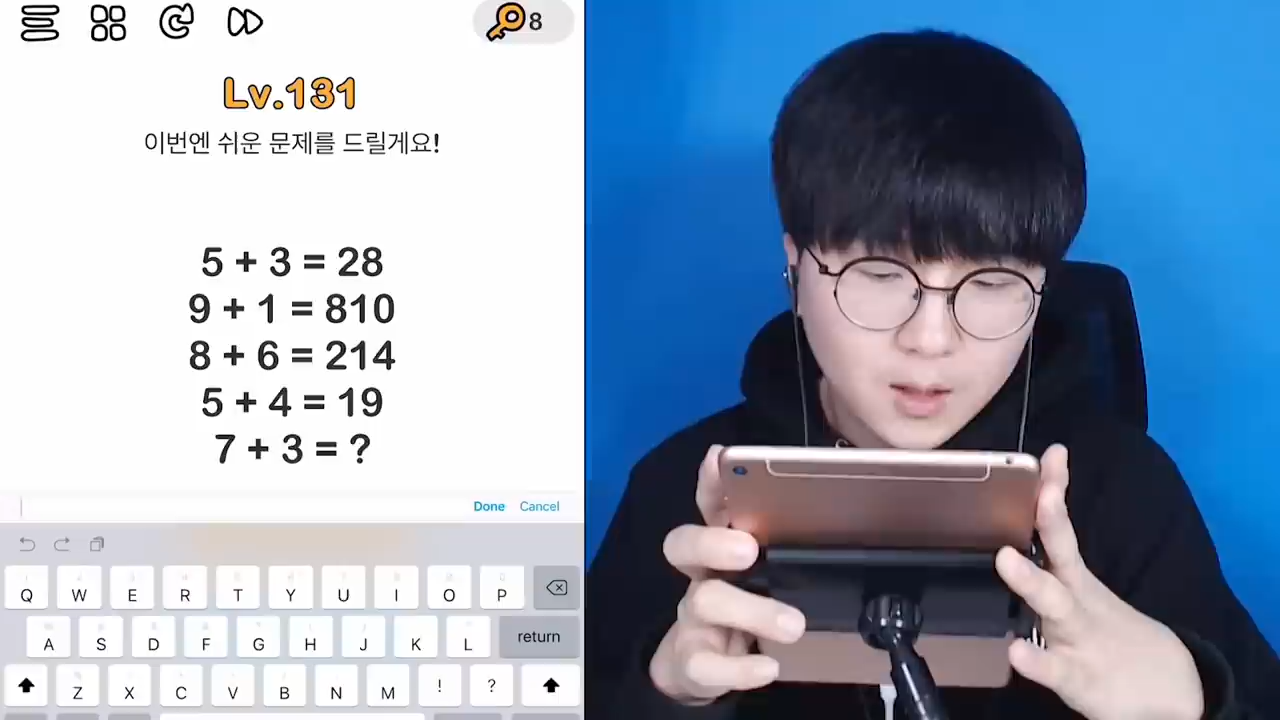 8
Lv.131
이번엔 쉬운 문제를 드릴게요!
5 + 3 = 28
9 + 1 = 810
8 + 6 = 214
5 + 4 = 19
7 + 3 = ?
Done Cancel
Q W E R T Y U I O P
A S D F G H J K L return
Z X C V B N M ! ?